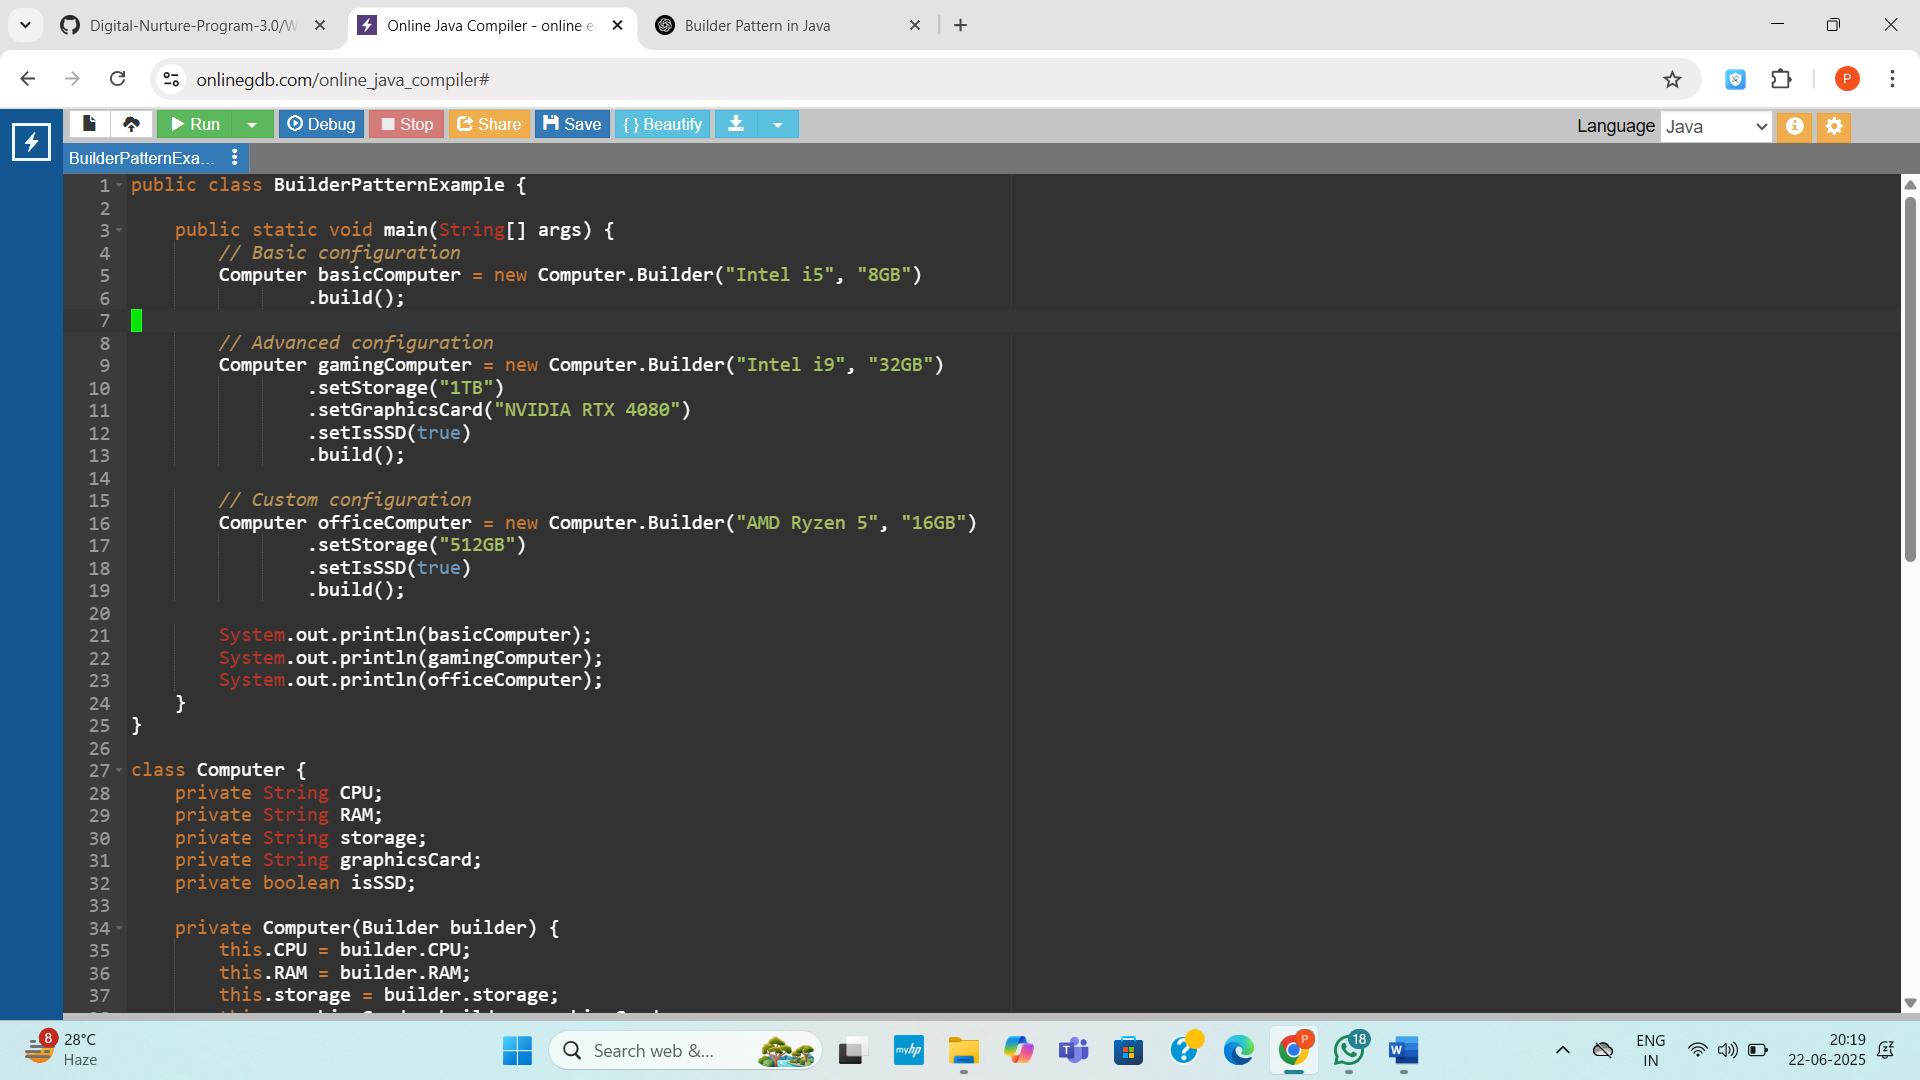 Digital-Nurture-Program-3.0/W
Online Java Compiler - online e
Builder Pattern in Java
onlinegdb.com/online_java_compiler#
P
Run
Debug
Stop
Share
Save
{ } Beautify
Language Java
BuilderPatternExa...
1 public class BuilderPatternExample {
2
3 public static void main(String[] args) {
4 // Basic configuration
5 Computer basicComputer = new Computer.Builder("Intel i5", "8GB")
6 .build();
7
8 // Advanced configuration
9 Computer gamingComputer = new Computer.Builder("Intel i9", "32GB")
10 .setStorage("1TB")
11 .setGraphicsCard("NVIDIA RTX 4080")
12 .setIsSSD(true)
13 .build();
14
15 // Custom configuration
16 Computer officeComputer = new Computer.Builder("AMD Ryzen 5", "16GB")
17 .setStorage("512GB")
18 .setIsSSD(true)
19 .build();
20
21 System.out.println(basicComputer);
22 System.out.println(gamingComputer);
23 System.out.println(officeComputer);
24 }
25 }
26
27 class Computer {
28 private String CPU;
29 private String RAM;
30 private String storage;
31 private String graphicsCard;
32 private boolean isSSD;
33
34 private Computer(Builder builder) {
35 this.CPU = builder.CPU;
36 this.RAM = builder.RAM;
37 this.storage = builder.storage;
8
28°C
Haze
Search web &...
myhp
P
18
ENG
IN
20:19
22-06-2025